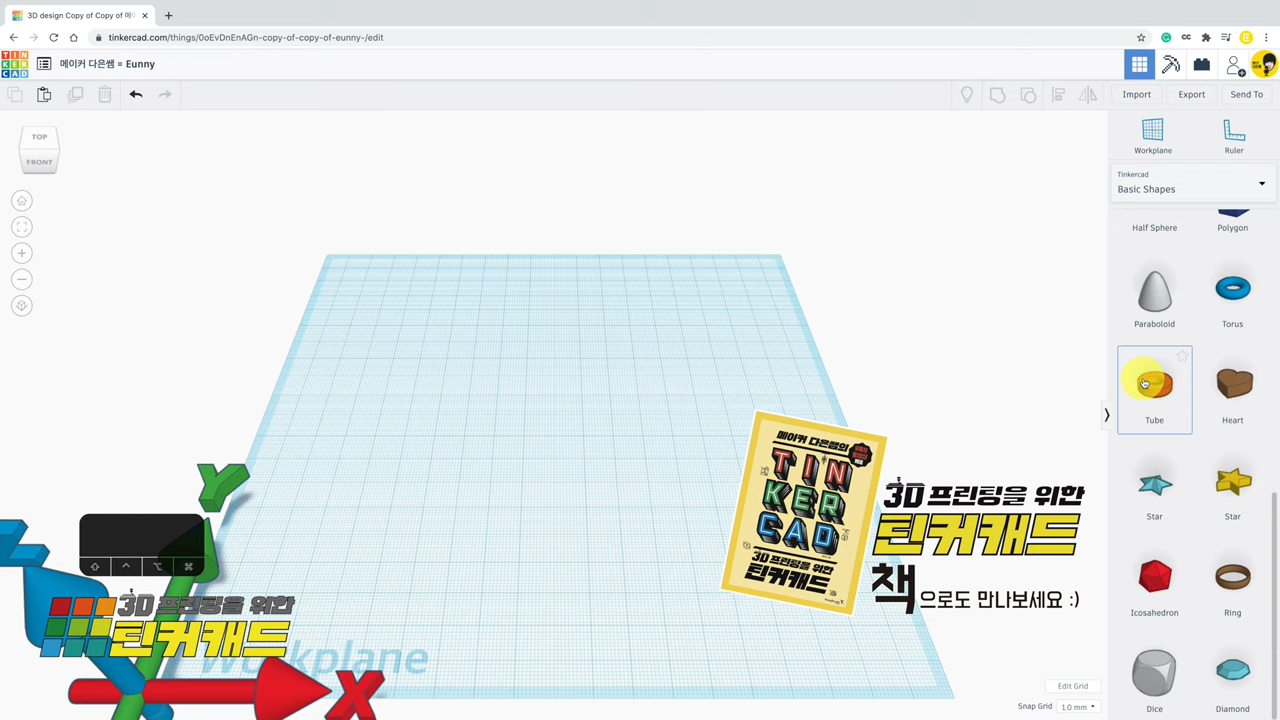 3D design Copy of Copy of 메이
tinkercad.com/things/0oEvDnEnAGn-copy-of-copy-of-eunny-/edit
TIN
KER
CAD
메이커 다은쌤 = Eunny
Import
Export
Send To
TOP
FRONT
Workplane
Ruler
Tinkercad
Basic Shapes
Half Sphere
Polygon
Paraboloid
Torus
Tube
Heart
Star
Star
Icosahedron
Ring
Dice
Diamond
Edit Grid
Snap Grid
1.0 mm
Workplane
Y
X
3D 프린팅을 위한
틴커캐드
메이커 다은쌤의
TIN
KER
CAD
3D 프린팅을 위한
틴커캐드
3D 프린팅을 위한
틴커캐드
책으로도 만나보세요 :)